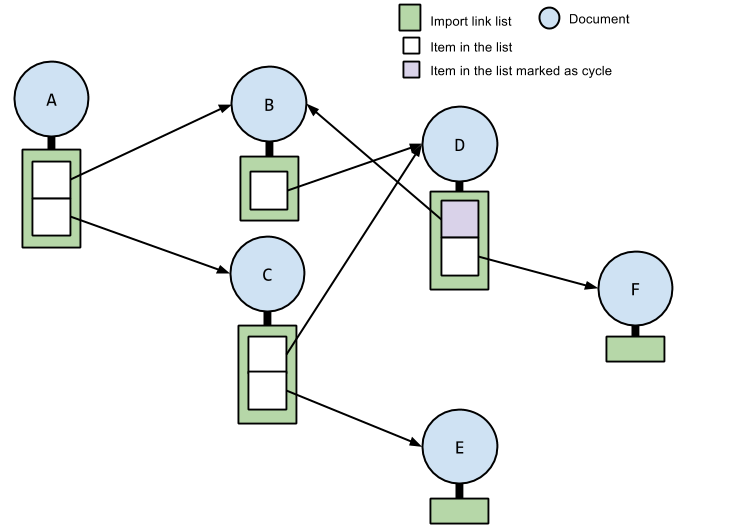 Import link list
Document
Item in the list
Item in the list marked as cycle
A
B
D
C
F
E